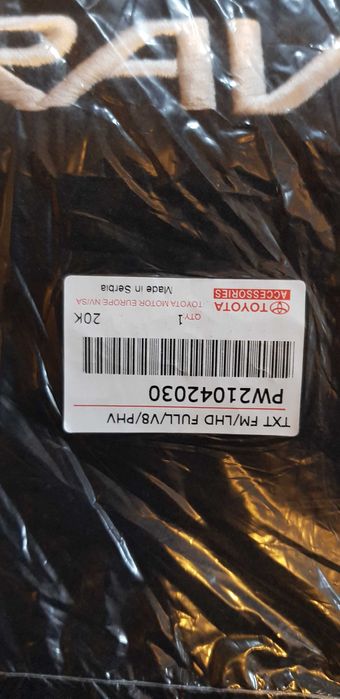 RAV
TXT FM/LHD FULL/V8/PHV
PW21042030
QTY 1 20K
TOYOTA ACCESSORIES
TOYOTA MOTOR EUROPE NV/SA
Made in Serbia